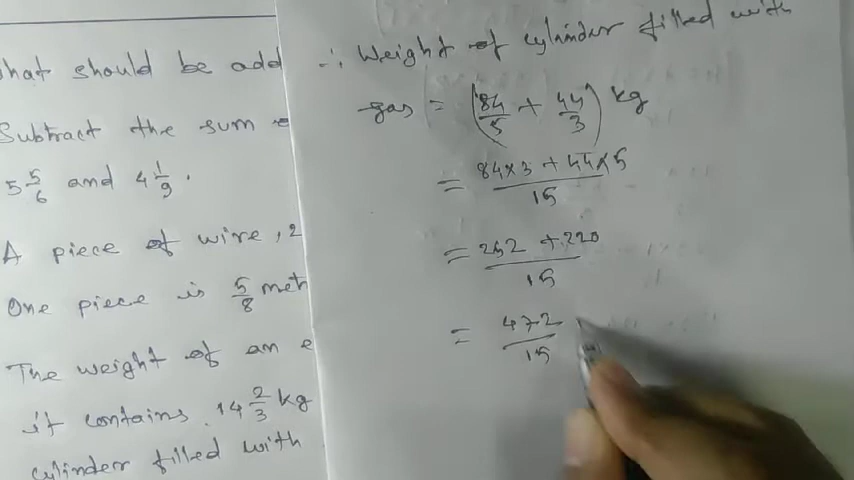 hat should be add
Subtract the sum
5 5/6 and 4 1/9.
A piece of wire, 2
One piece is 5/8 met
The weight of an e
it contains 14 2/3 kg
cylinder filled with
∴ Weight of cylinder filled with
gas = (84/5 + 44/3) kg
= 84×3 + 44×5 / 15
= 252 + 220 / 15
= 472 / 15